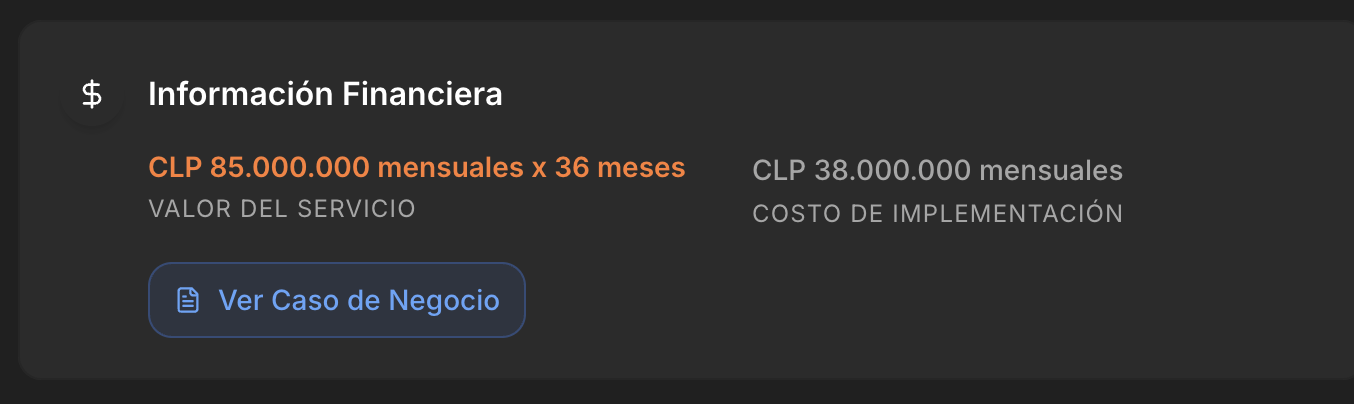 Información Financiera
CLP 85.000.000 mensuales x 36 meses
VALOR DEL SERVICIO
CLP 38.000.000 mensuales
COSTO DE IMPLEMENTACIÓN
Ver Caso de Negocio